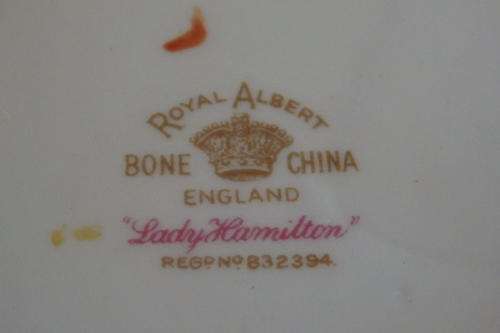 ROYAL ALBERT
BONE CHINA
ENGLAND
"Lady Hamilton"
REGD NO 832394.